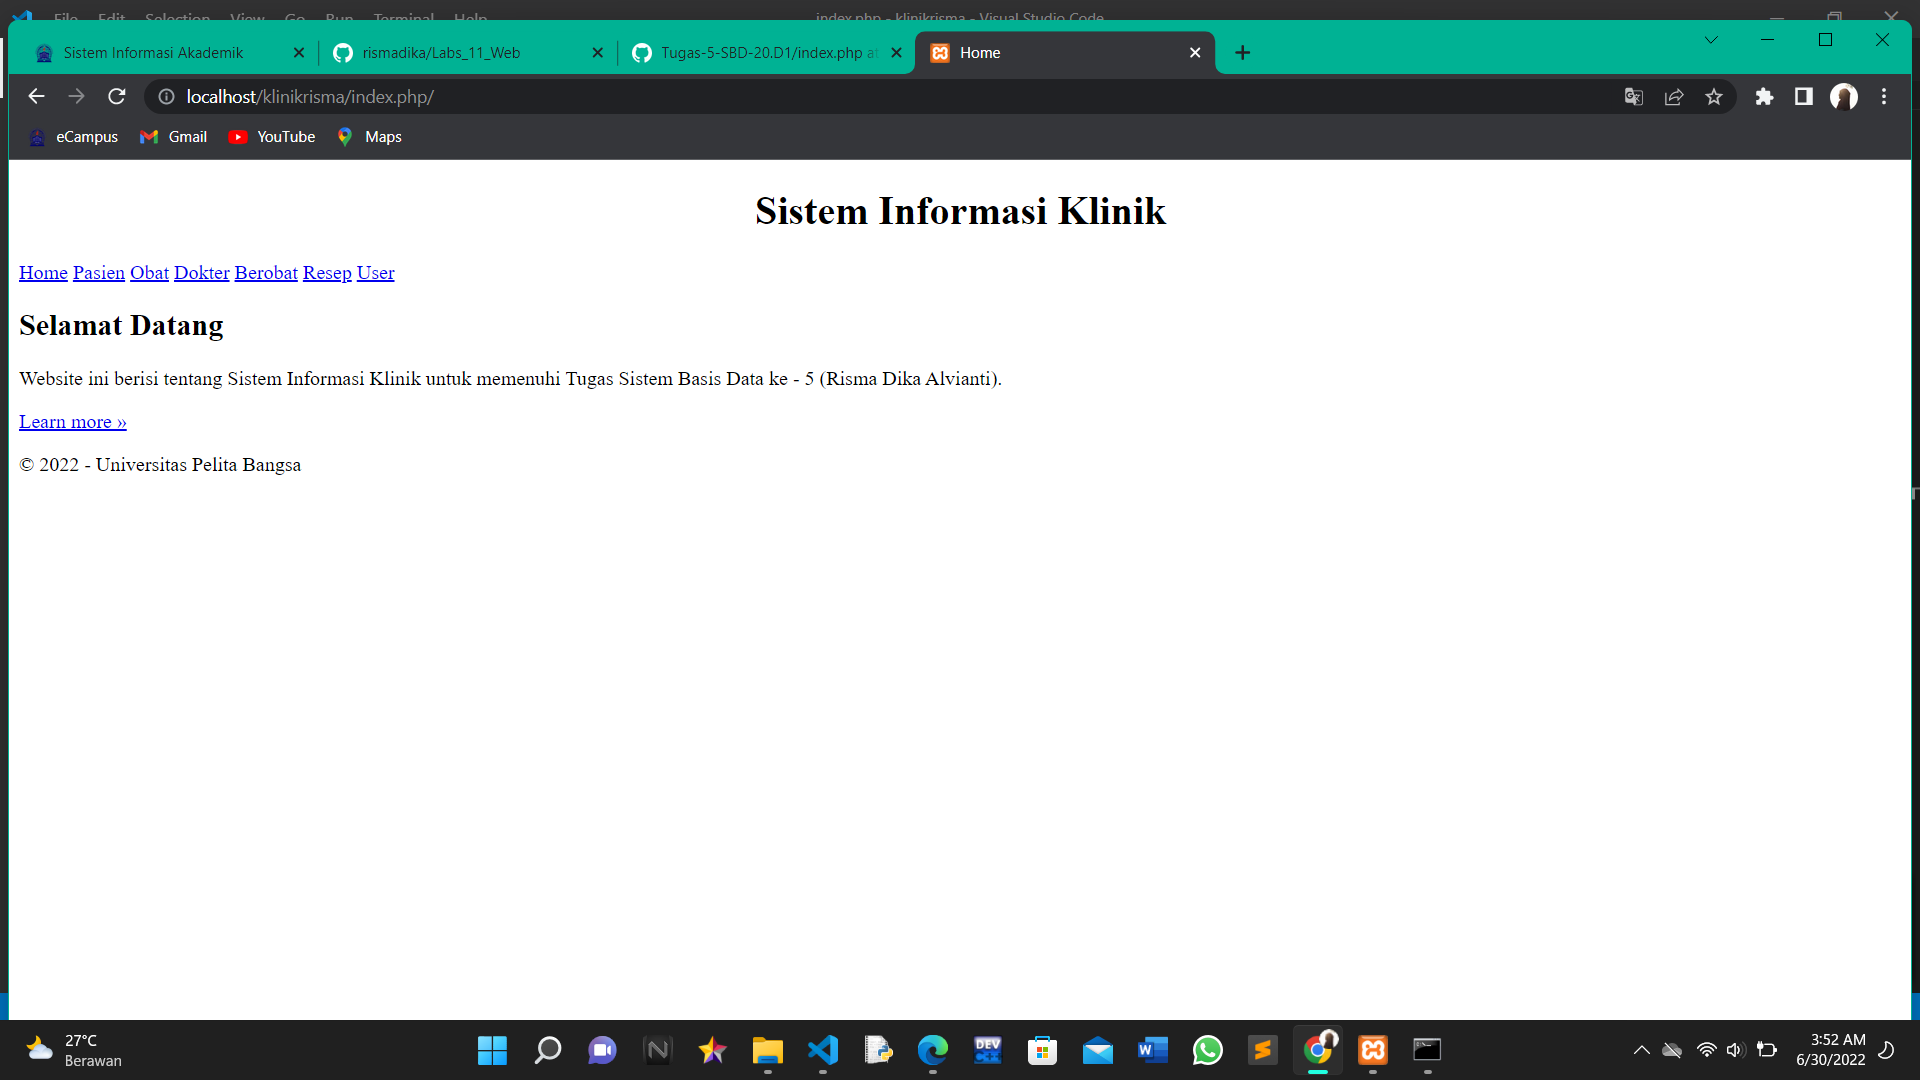 File Edit Selection View Go Run Terminal Help index.php - klinikrisma - Visual Studio Code
Sistem Informasi Akademik rismadika/Labs_11_Web Tugas-5-SBD-20.D1/index.php at Home
localhost/klinikrisma/index.php/
eCampus Gmail YouTube Maps
Sistem Informasi Klinik
Home Pasien Obat Dokter Berobat Resep User
Selamat Datang
Website ini berisi tentang Sistem Informasi Klinik untuk memenuhi Tugas Sistem Basis Data ke - 5 (Risma Dika Alvianti).
Learn more »
© 2022 - Universitas Pelita Bangsa
27°C
Berawan
DEV
3:52 AM
6/30/2022